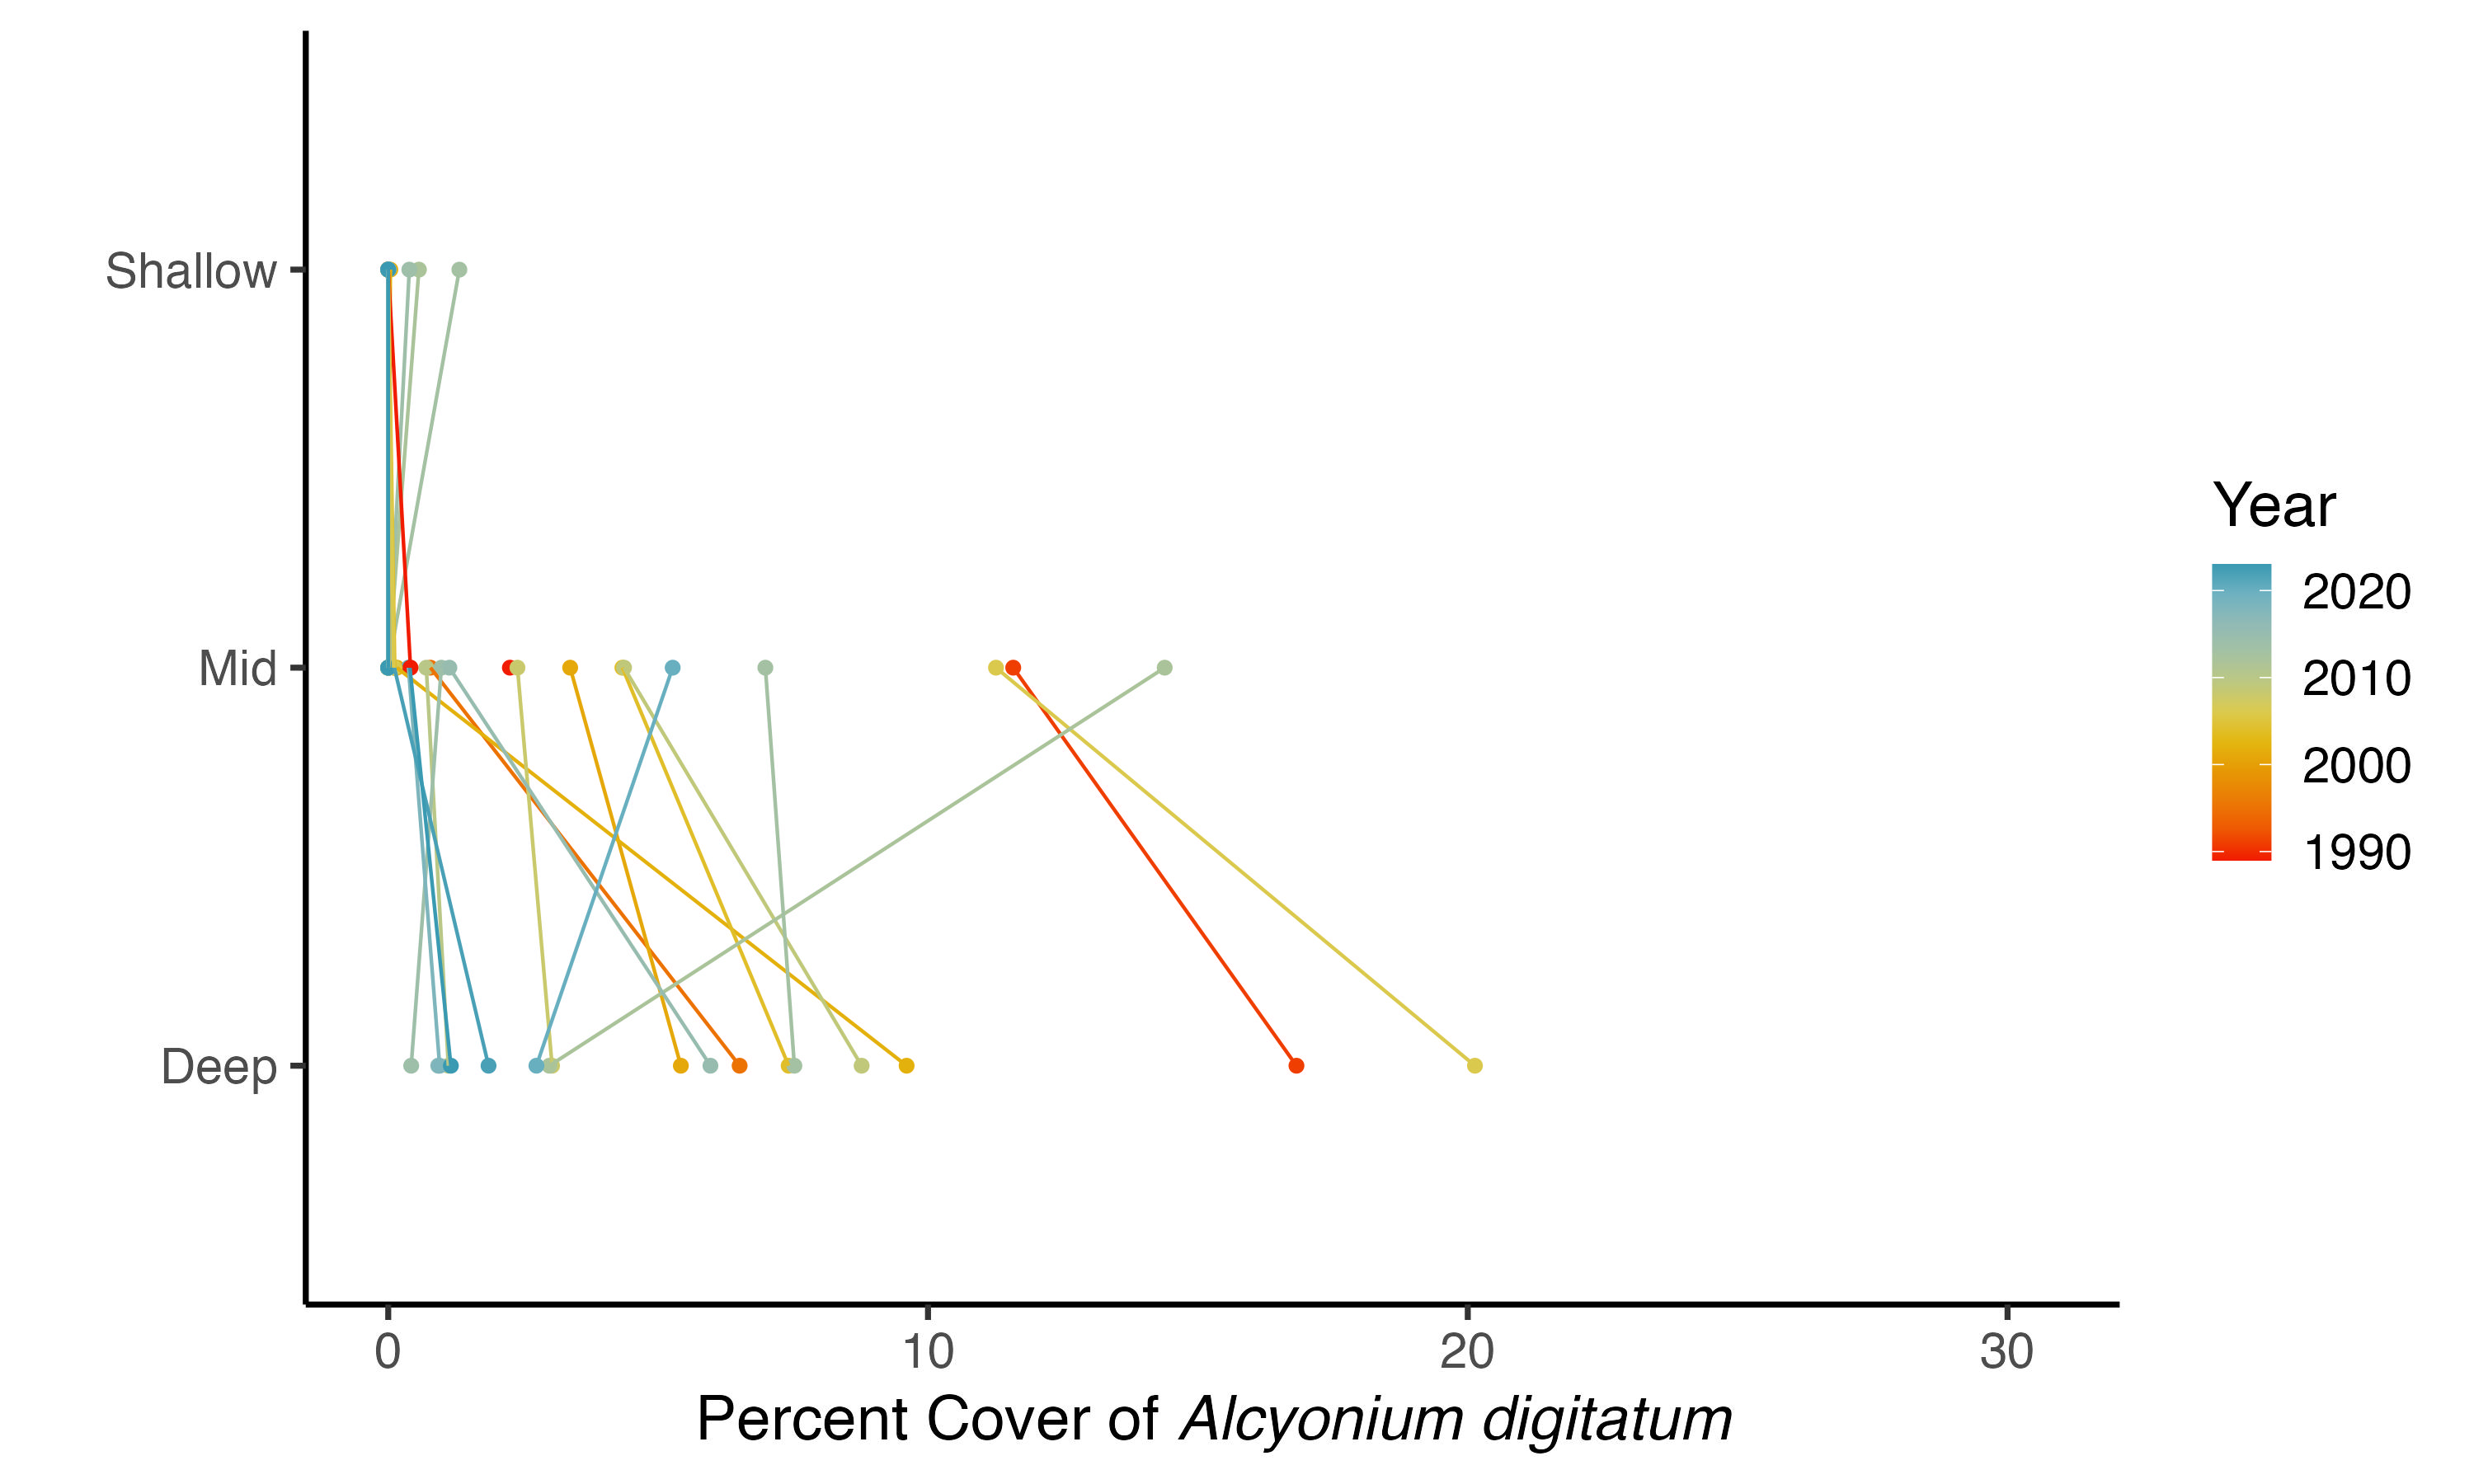 Shallow
Mid
Deep
0 10 20 30
Percent Cover of Alcyonium digitatum
Year
2020
2010
2000
1990